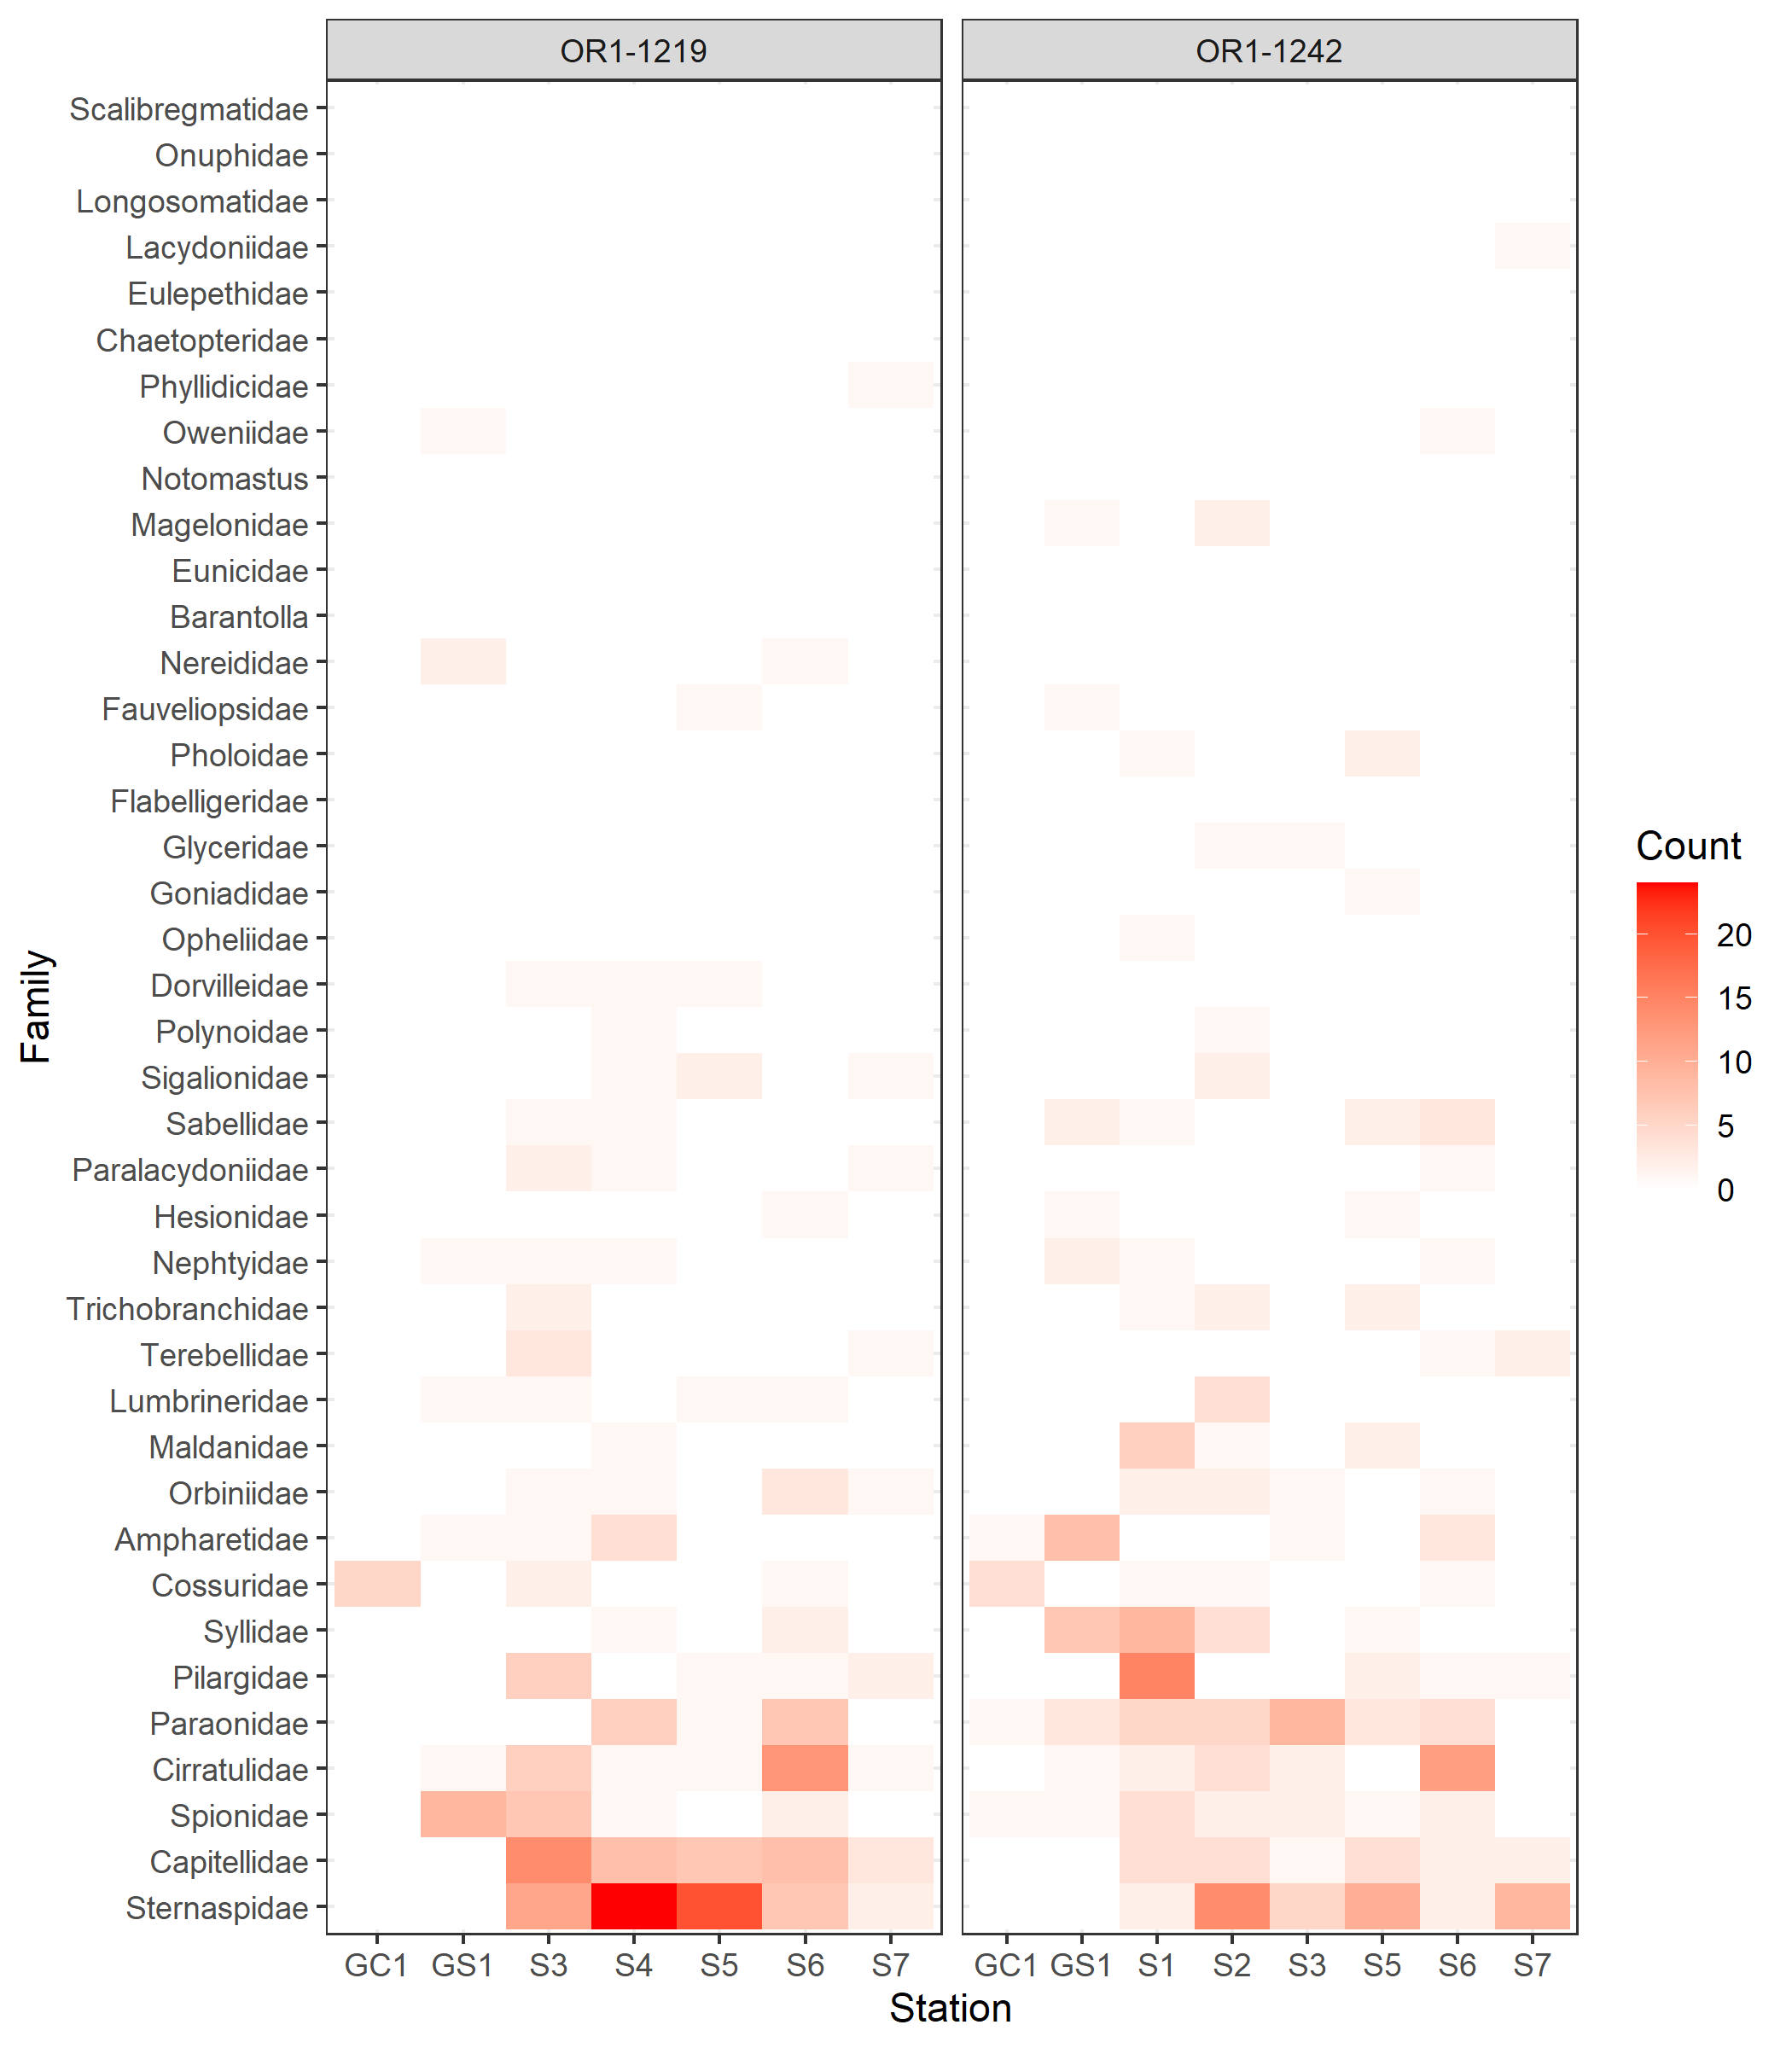 OR1-1219
OR1-1242
Scalibregmatidae
Onuphidae
Longosomatidae
Lacydoniidae
Eulepethidae
Chaetopteridae
Phyllidicidae
Oweniidae
Notomastus
Magelonidae
Eunicidae
Barantolla
Nereididae
Fauveliopsidae
Pholoidae
Flabelligeridae
Glyceridae
Goniadidae
Opheliidae
Dorvilleidae
Polynoidae
Sigalionidae
Sabellidae
Paralacydoniidae
Hesionidae
Nephtyidae
Trichobranchidae
Terebellidae
Lumbrineridae
Maldanidae
Orbiniidae
Ampharetidae
Cossuridae
Syllidae
Pilargidae
Paraonidae
Cirratulidae
Spionidae
Capitellidae
Sternaspidae
Family
GC1 GS1 S3 S4 S5 S6 S7
GC1 GS1 S1 S2 S3 S5 S6 S7
Station
Count
20
15
10
5
0